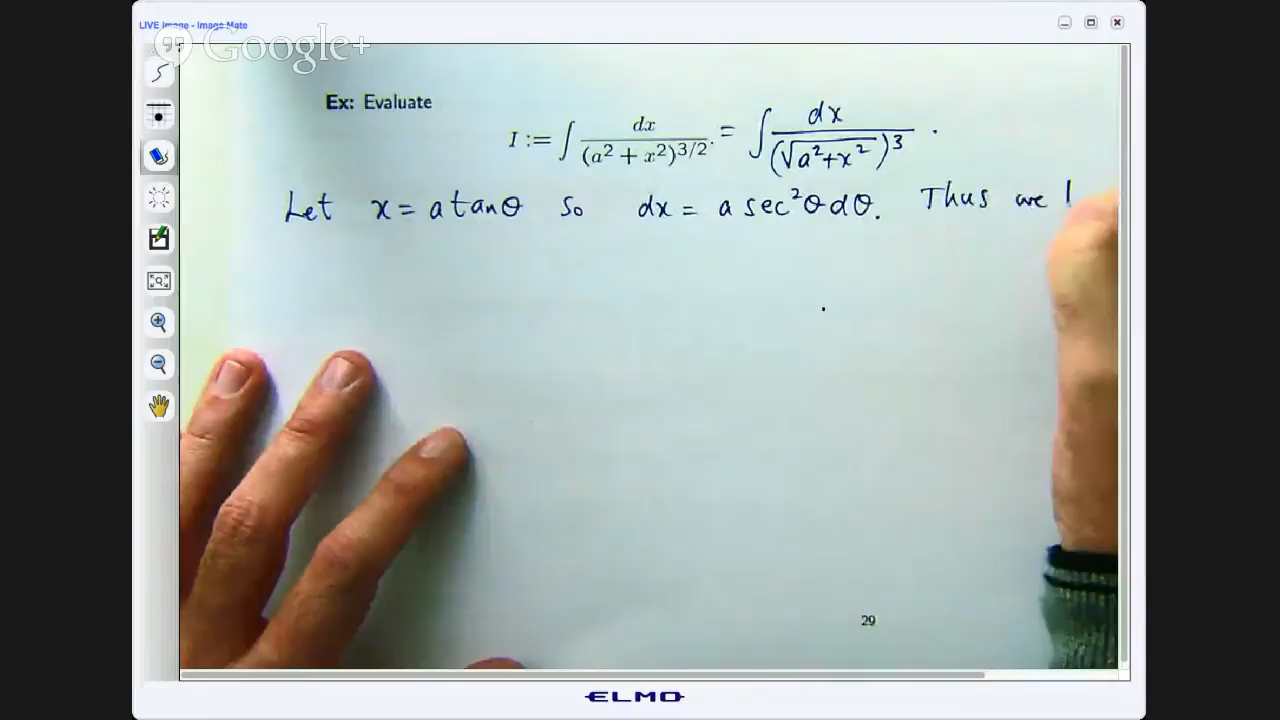 LIVE image - Image Mate
Google+
Ex: Evaluate
I := ∫ dx / (a² + x²)^{3/2}. = ∫ dx / (√a²+x²)³ .
Let x = a tanθ so dx = a sec²θ dθ. Thus we
29
ELMO